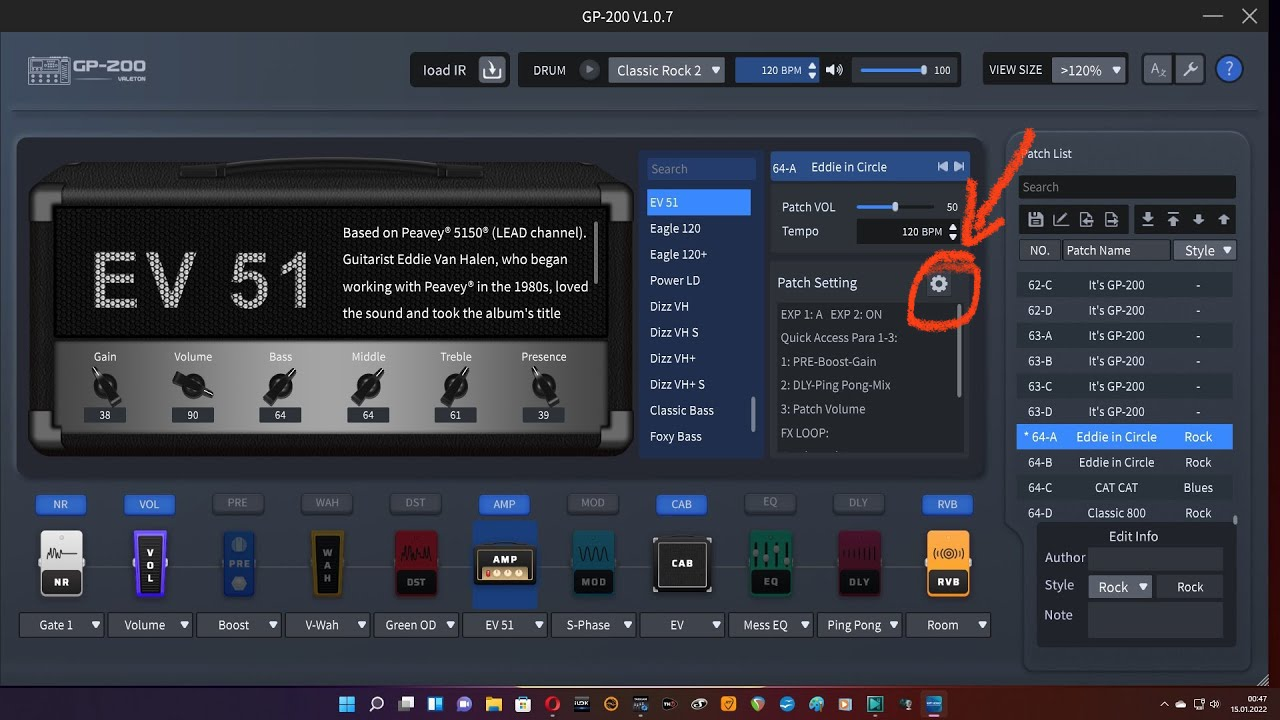 GP-200 V1.0.7
GP-200
VALETON
load IR
DRUM
Classic Rock 2
120 BPM
100
VIEW SIZE
>120%
?
EV 51
Based on Peavey® 5150® (LEAD channel).
Guitarist Eddie Van Halen, who began
working with Peavey® in the 1980s, loved
the sound and took the album's title
Gain Volume Bass Middle Treble Presence
38 90 64 64 61 39
Search
EV 51
Eagle 120
Eagle 120+
Power LD
Dizz VH
Dizz VH S
Dizz VH+
Dizz VH+ S
Classic Bass
Foxy Bass
64-A Eddie in Circle
Patch VOL 50
Tempo 120 BPM
Patch Setting
EXP 1: A EXP 2: ON
Quick Access Para 1-3:
1: PRE-Boost-Gain
2: DLY-Ping Pong-Mix
3: Patch Volume
FX LOOP:
Patch List
Search
NO. Patch Name Style
62-C It's GP-200 -
62-D It's GP-200 -
63-A It's GP-200 -
63-B It's GP-200 -
63-C It's GP-200 -
63-D It's GP-200 -
* 64-A Eddie in Circle Rock
64-B Eddie in Circle Rock
64-C CAT CAT Blues
64-D Classic 800 Rock
Edit Info
Author
Style Rock Rock
Note
NR VOL PRE WAH DST AMP MOD CAB EQ DLY RVB
NR VOL PRE WAH DST AMP MOD CAB EQ DLY RVB
Gate 1 Volume Boost V-Wah Green OD EV 51 S-Phase EV Mess EQ Ping Pong Room
00:47
15.01.2022